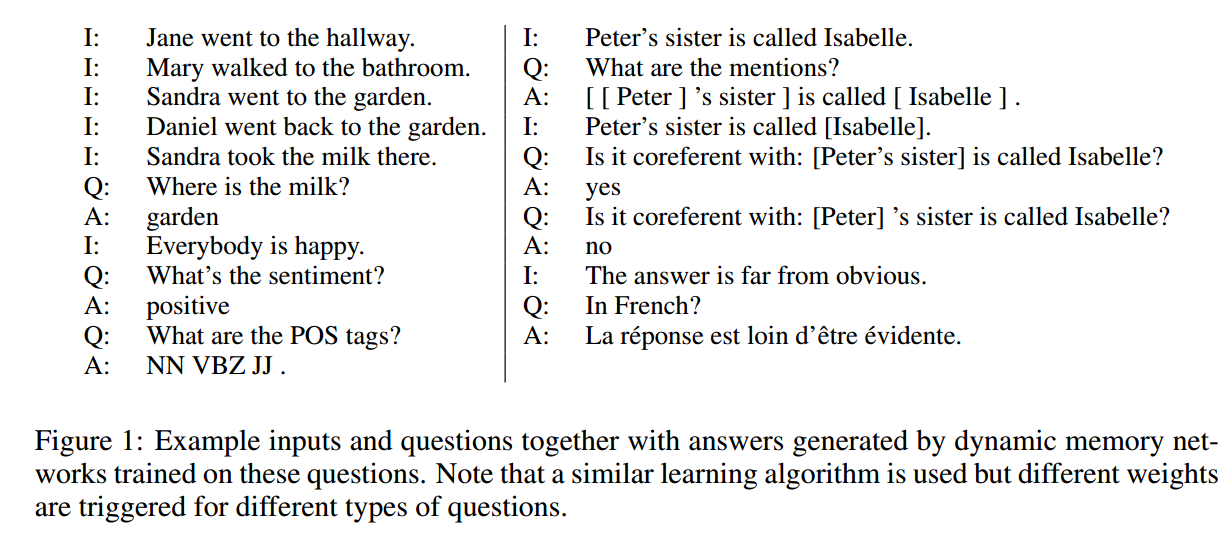 I: Jane went to the hallway.
I: Mary walked to the bathroom.
I: Sandra went to the garden.
I: Daniel went back to the garden.
I: Sandra took the milk there.
Q: Where is the milk?
A: garden
I: Everybody is happy.
Q: What’s the sentiment?
A: positive
Q: What are the POS tags?
A: NN VBZ JJ .
I: Peter’s sister is called Isabelle.
Q: What are the mentions?
A: [ [ Peter ] ’s sister ] is called [ Isabelle ] .
I: Peter’s sister is called [Isabelle].
Q: Is it coreferent with: [Peter’s sister] is called Isabelle?
A: yes
Q: Is it coreferent with: [Peter] ’s sister is called Isabelle?
A: no
I: The answer is far from obvious.
Q: In French?
A: La réponse est loin d’être évidente.
Figure 1: Example inputs and questions together with answers generated by dynamic memory net-
works trained on these questions. Note that a similar learning algorithm is used but different weights
are triggered for different types of questions.